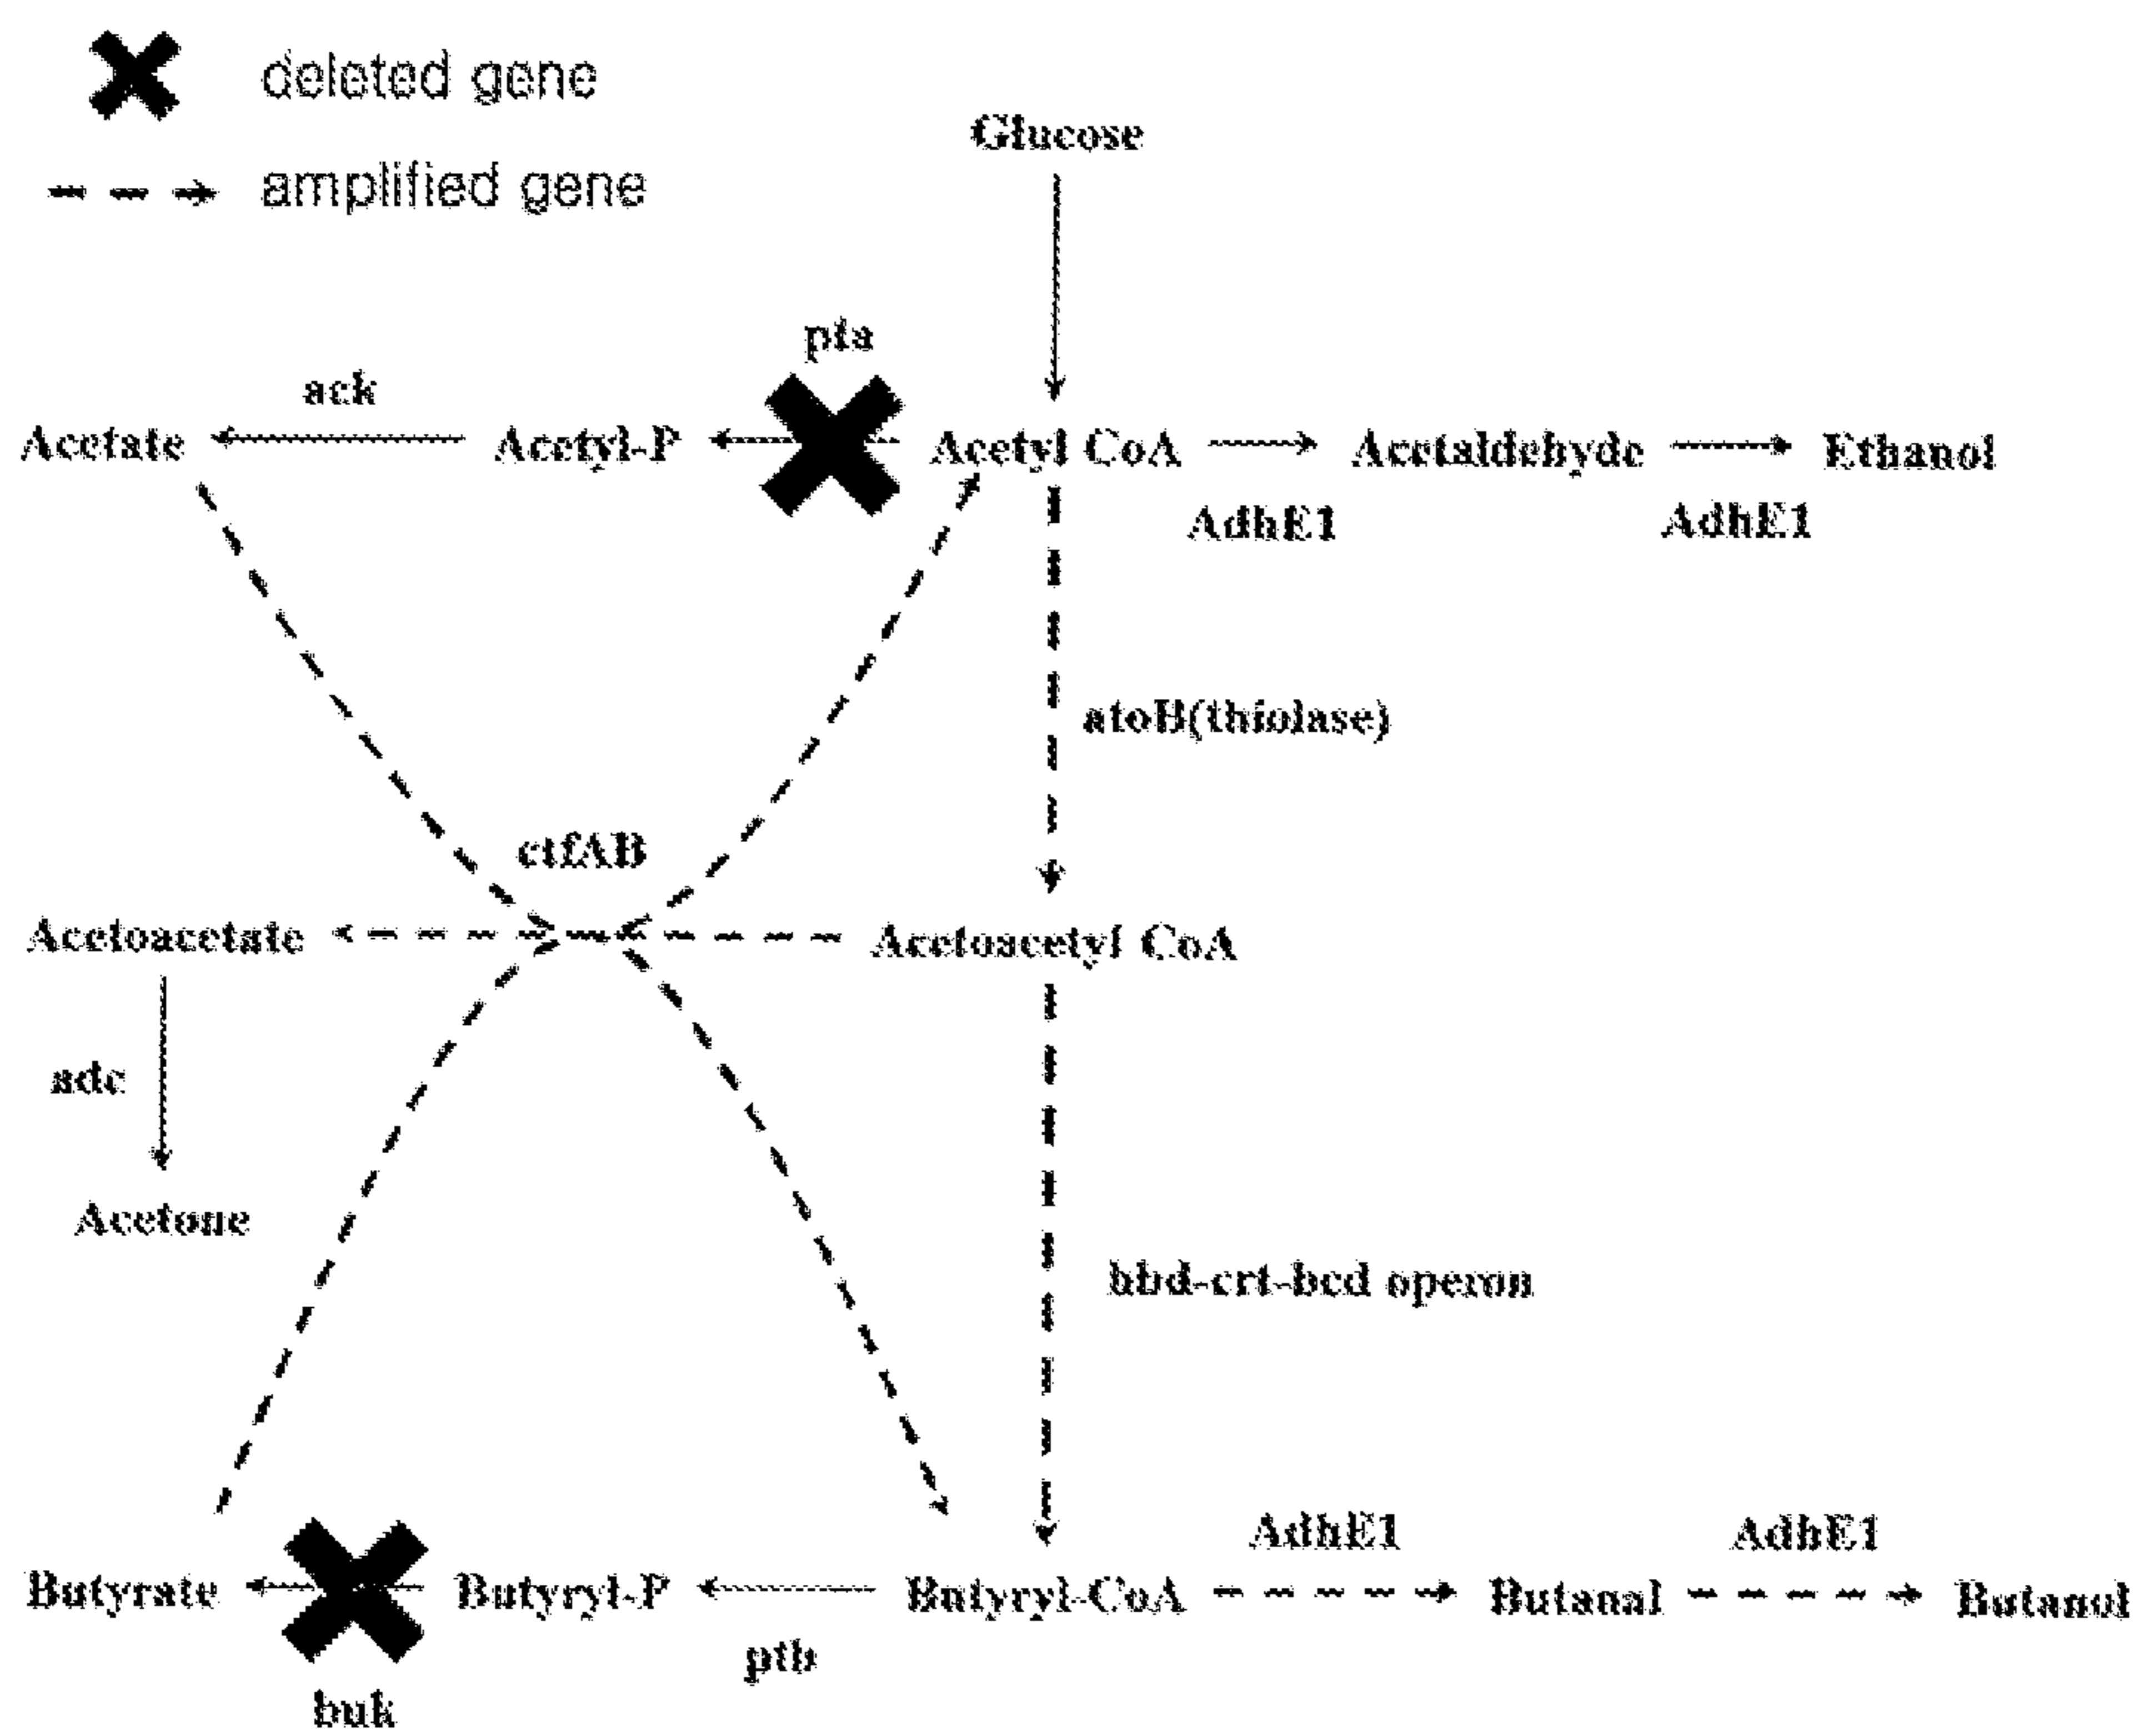 deleted gene
amplified gene
Glucose
pta
ack
Acetate
Acetyl-P
Acetyl CoA
Acetaldehyde
Ethanol
AdhE1
AdhE1
atoB(thiolase)
ctfAB
Acetoacetate
Acetoacetyl CoA
adc
Acetone
hbd-crt-bcd operon
AdhE1
AdhE1
Butyrate
Butyryl-P
Butyryl-CoA
Butanal
Butanol
ptb
buk